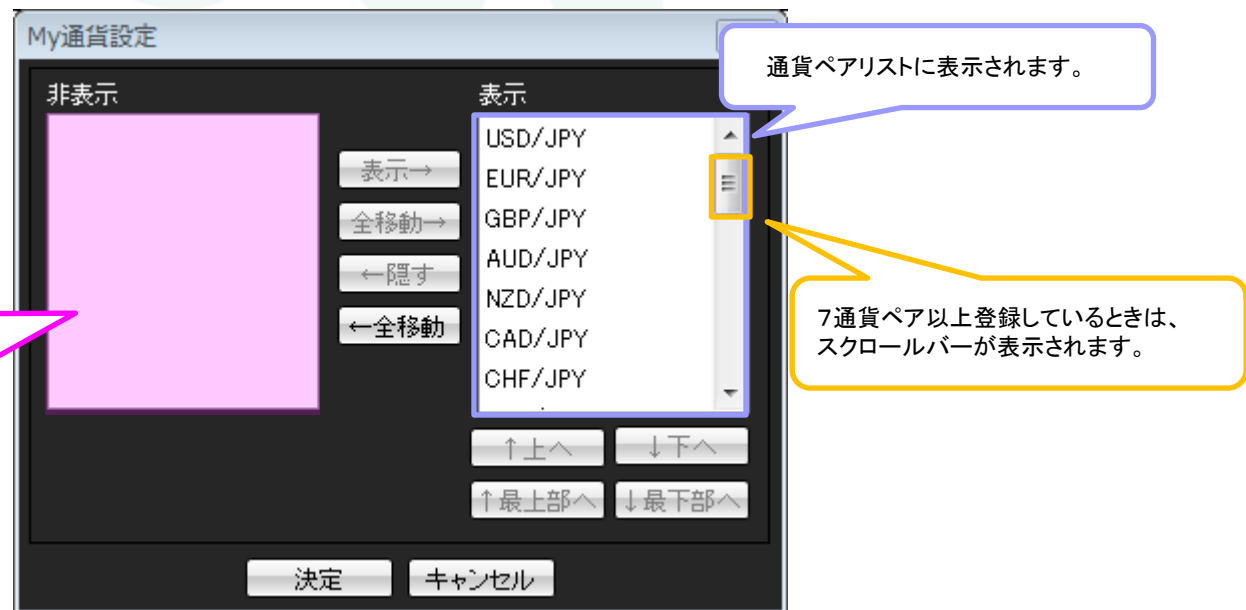 My通貨設定
通貨ペアリストに表示されます。
非表示
表示
USD/JPY
EUR/JPY
GBP/JPY
AUD/JPY
NZD/JPY
CAD/JPY
CHF/JPY
表示→
全移動→
←隠す
←全移動
7通貨ペア以上登録しているときは、
スクロールバーが表示されます。
↑上へ
↓下へ
↑最上部へ
↓最下部へ
決定
キャンセル